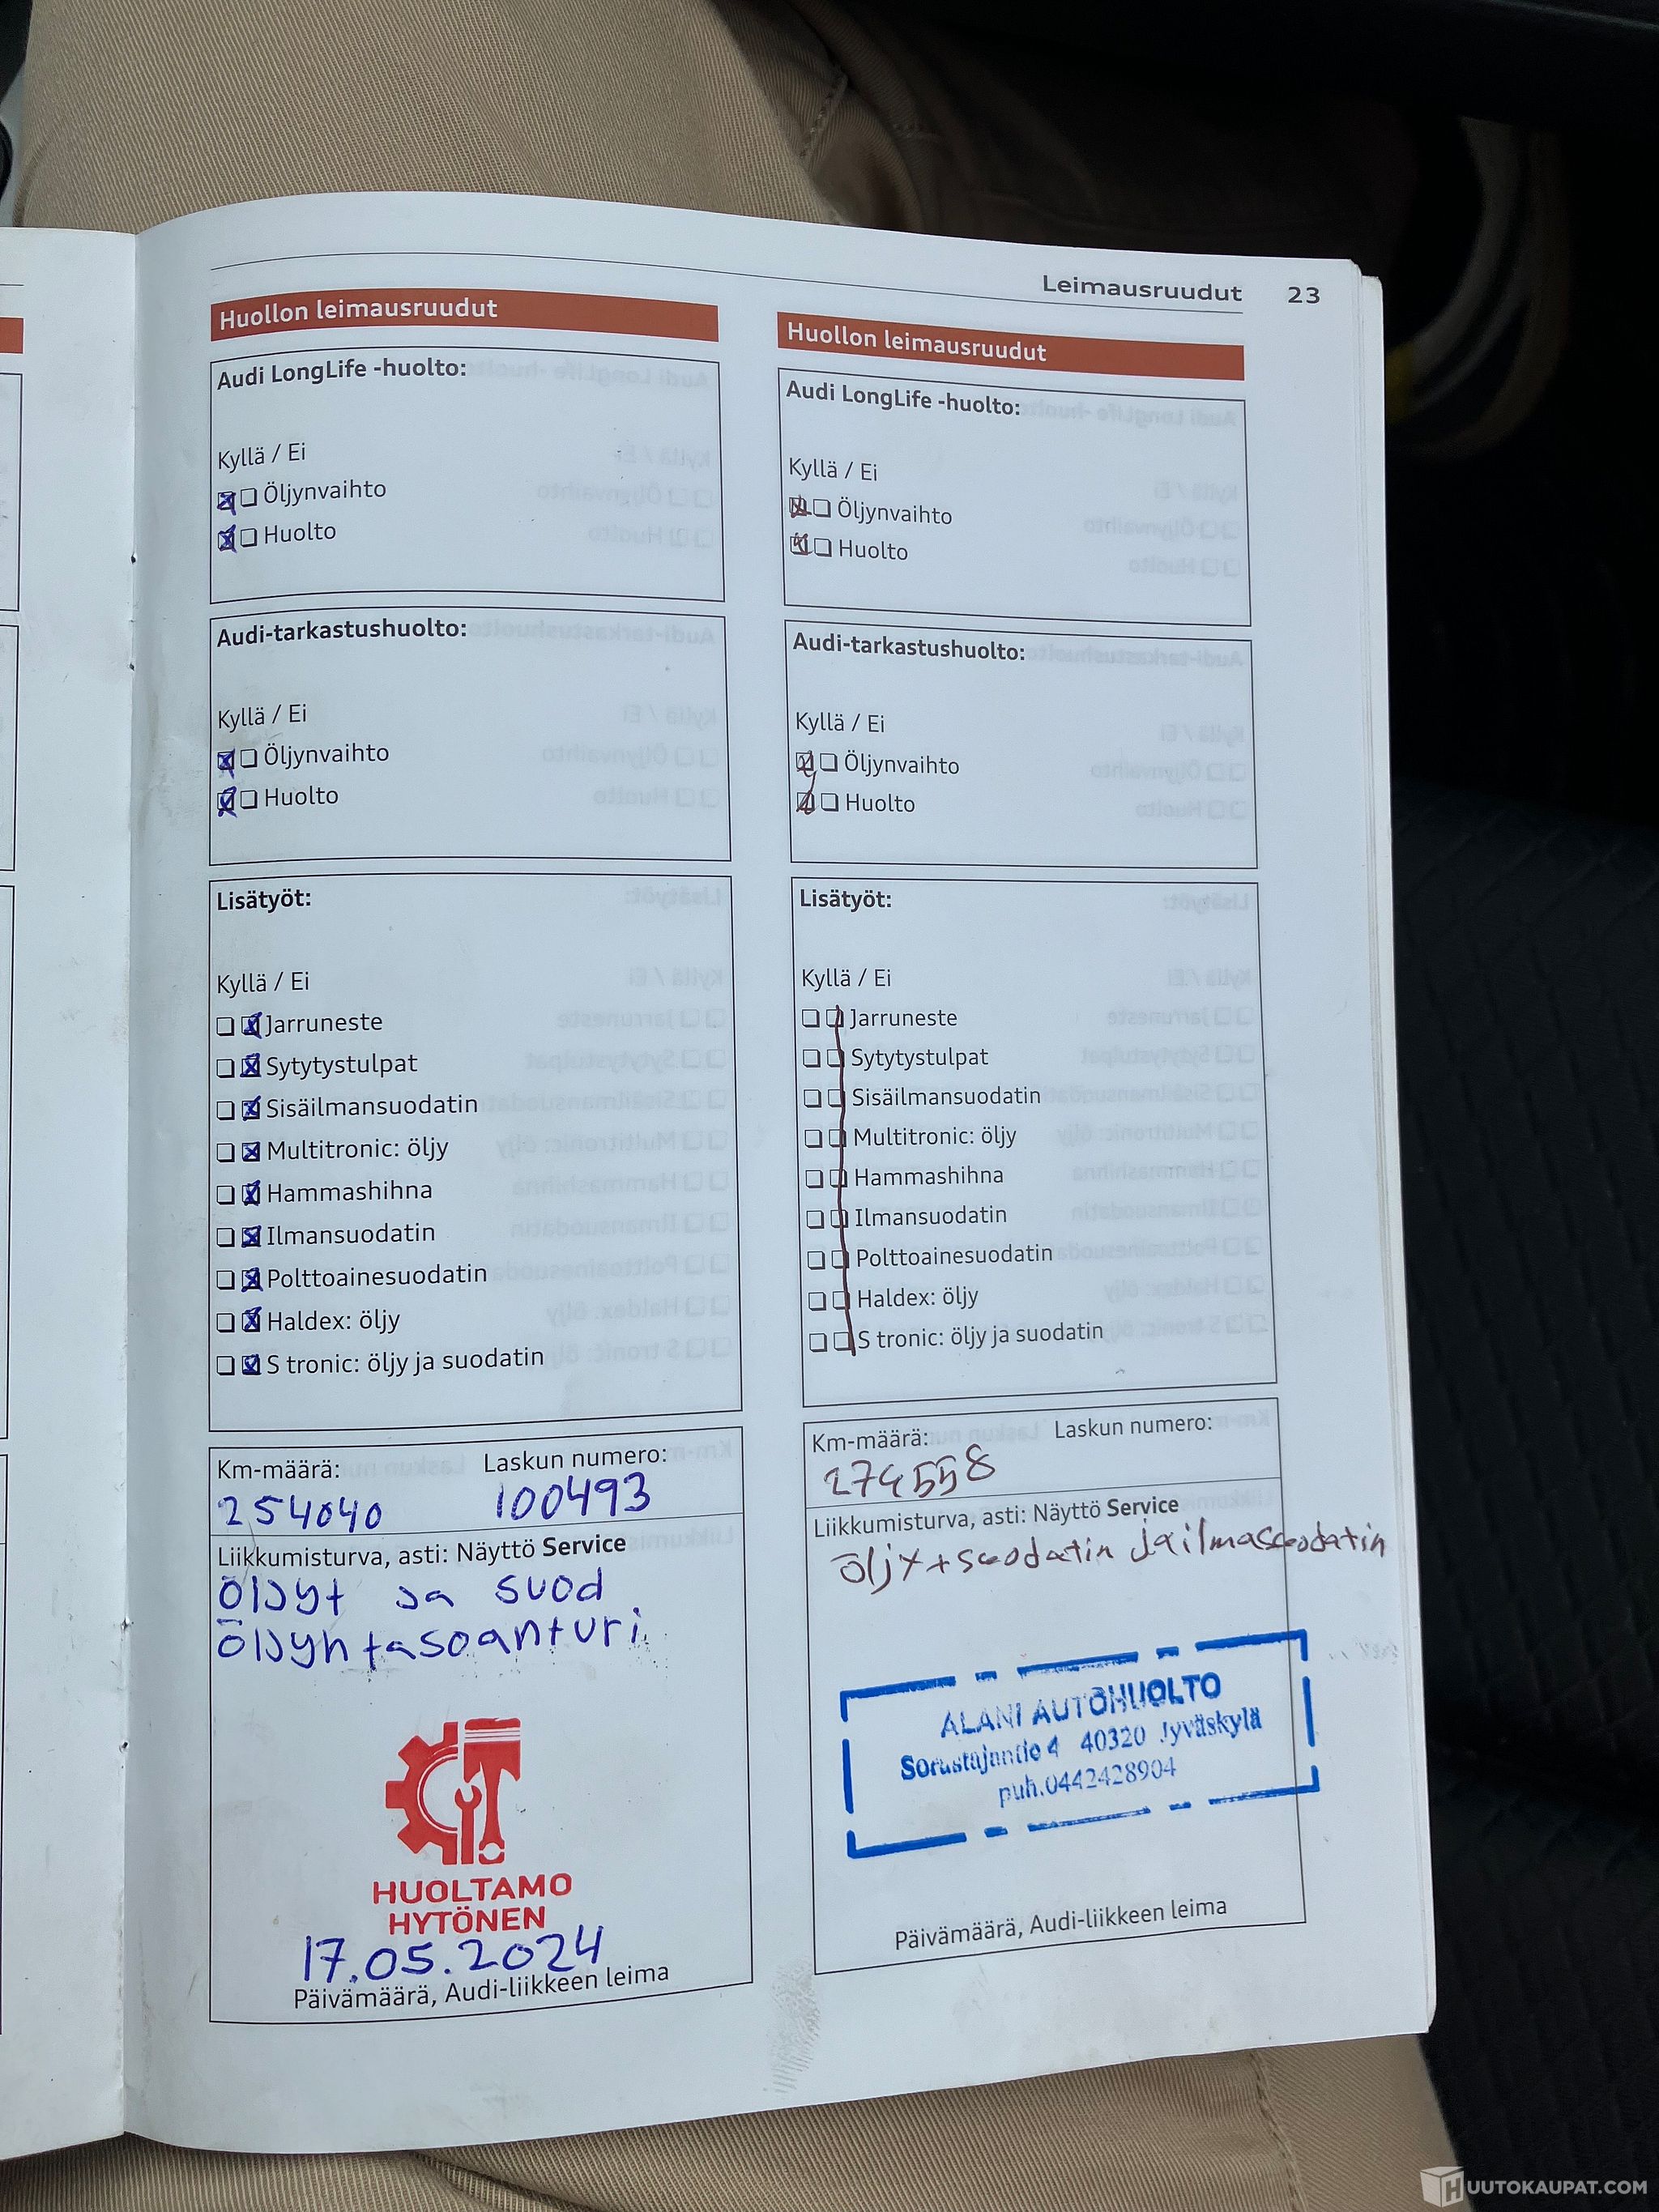 Leimausruudut 23
Huollon leimausruudut
Audi LongLife -huolto:
Kyllä / Ei
Öljynvaihto
Huolto
Audi-tarkastushuolto:
Kyllä / Ei
Öljynvaihto
Huolto
Lisätyöt:
Kyllä / Ei
Jarruneste
Sytytystulpat
Sisäilmansuodatin
Multitronic: öljy
Hammashihna
Ilmansuodatin
Polttoainesuodatin
Haldex: öljy
S tronic: öljy ja suodatin
Km-määrä: Laskun numero:
254040 100493
Liikkumisturva, asti: Näyttö Service
öljyt ja suod
öljyntasoanturi
HUOLTAMO
HYTÖNEN
17.05.2024
Päivämäärä, Audi-liikkeen leima
Huollon leimausruudut
Audi LongLife -huolto:
Kyllä / Ei
Öljynvaihto
Huolto
Audi-tarkastushuolto:
Kyllä / Ei
Öljynvaihto
Huolto
Lisätyöt:
Kyllä / Ei
Jarruneste
Sytytystulpat
Sisäilmansuodatin
Multitronic: öljy
Hammashihna
Ilmansuodatin
Polttoainesuodatin
Haldex: öljy
S tronic: öljy ja suodatin
Km-määrä: Laskun numero:
274558
Liikkumisturva, asti: Näyttö Service
öljy+suodatin ja ilmassuodatin
ALANI AUTOHUOLTO
Sorastajantie 4 40320 Jyväskylä
puh.0442428904
Päivämäärä, Audi-liikkeen leima
HUUTOKAUPAT.COM